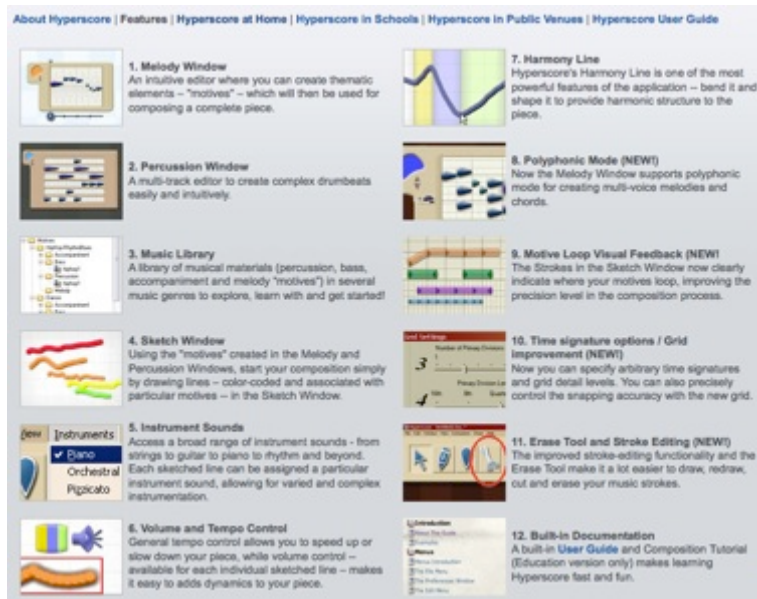 About Hyperscore | Features | Hyperscore at Home | Hyperscore in Schools | Hyperscore in Public Venues | Hyperscore User Guide
1. Melody Window
An intuitive editor where you can create thematic
elements -- "motives" -- which will then be used for
composing a complete piece.
2. Percussion Window
A multi-track editor to create complex drumbeats
easily and intuitively.
3. Music Library
A library of musical materials (percussion, bass,
accompaniment and melody "motives") in several
music genres to explore, learn with and get started!
4. Sketch Window
Using the "motives" created in the Melody and
Percussion Windows, start your composition simply
by drawing lines -- color-coded and associated with
particular motives -- in the Sketch Window.
Instruments
Piano
Orchestral
Pizzicato
5. Instrument Sounds
Access a broad range of instrument sounds - from
strings to guitar to piano to rhythm and beyond.
Each sketched line can be assigned a particular
instrument sound, allowing for varied and complex
instrumentation.
6. Volume and Tempo Control
General tempo control allows you to speed up or
slow down your piece, while volume control --
available for each individual sketched line -- makes
it easy to adds dynamics to your piece.
7. Harmony Line
Hyperscore's Harmony Line is one of the most
powerful features of the application -- bend it and
shape it to provide harmonic structure to the
piece.
8. Polyphonic Mode (NEW!)
Now the Melody Window supports polyphonic
mode for creating multi-voice melodies and
chords.
9. Motive Loop Visual Feedback (NEW!
The Strokes in the Sketch Window now clearly
indicate where your motives loop, improving the
precision level in the composition process.
Grid Settings
Number of Primary Divisions
3
4
10. Time signature options / Grid
improvement (NEW!)
Now you can specify arbitrary time signatures
and grid detail levels. You can also precisely
control the snapping accuracy with the new grid.
11. Erase Tool and Stroke Editing (NEW!)
The improved stroke-editing functionality and the
Erase Tool make it a lot easier to draw, redraw,
cut and erase your music strokes.
Introduction
Menus
12. Built-in Documentation
A built-in User Guide and Composition Tutorial
(Education version only) makes learning
Hyperscore fast and fun.